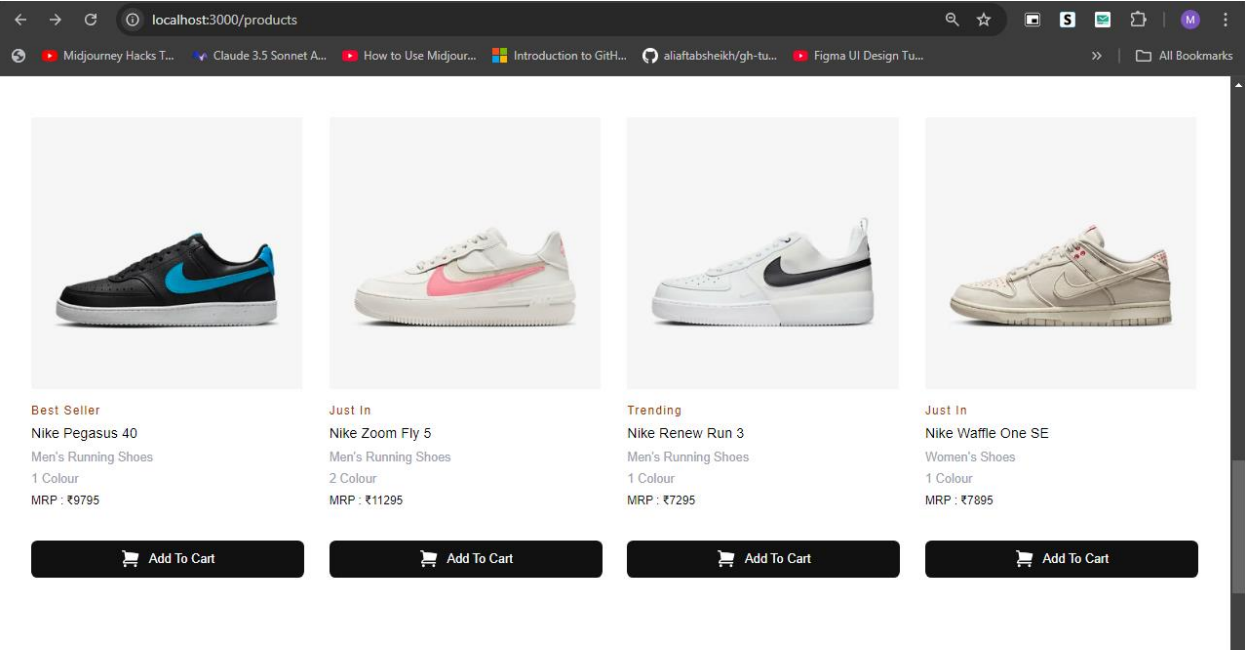 localhost:3000/products
S
M
Midjourney Hacks T...
Claude 3.5 Sonnet A...
How to Use Midjour...
Introduction to GitH...
aliaftabsheikh/gh-tu...
Figma UI Design Tu...
»
All Bookmarks
Best Seller
Nike Pegasus 40
Men's Running Shoes
1 Colour
MRP : ₹9795
Add To Cart
Just In
Nike Zoom Fly 5
Men's Running Shoes
2 Colour
MRP : ₹11295
Add To Cart
Trending
Nike Renew Run 3
Men's Running Shoes
1 Colour
MRP : ₹7295
Add To Cart
Just In
Nike Waffle One SE
Women's Shoes
1 Colour
MRP : ₹7895
Add To Cart